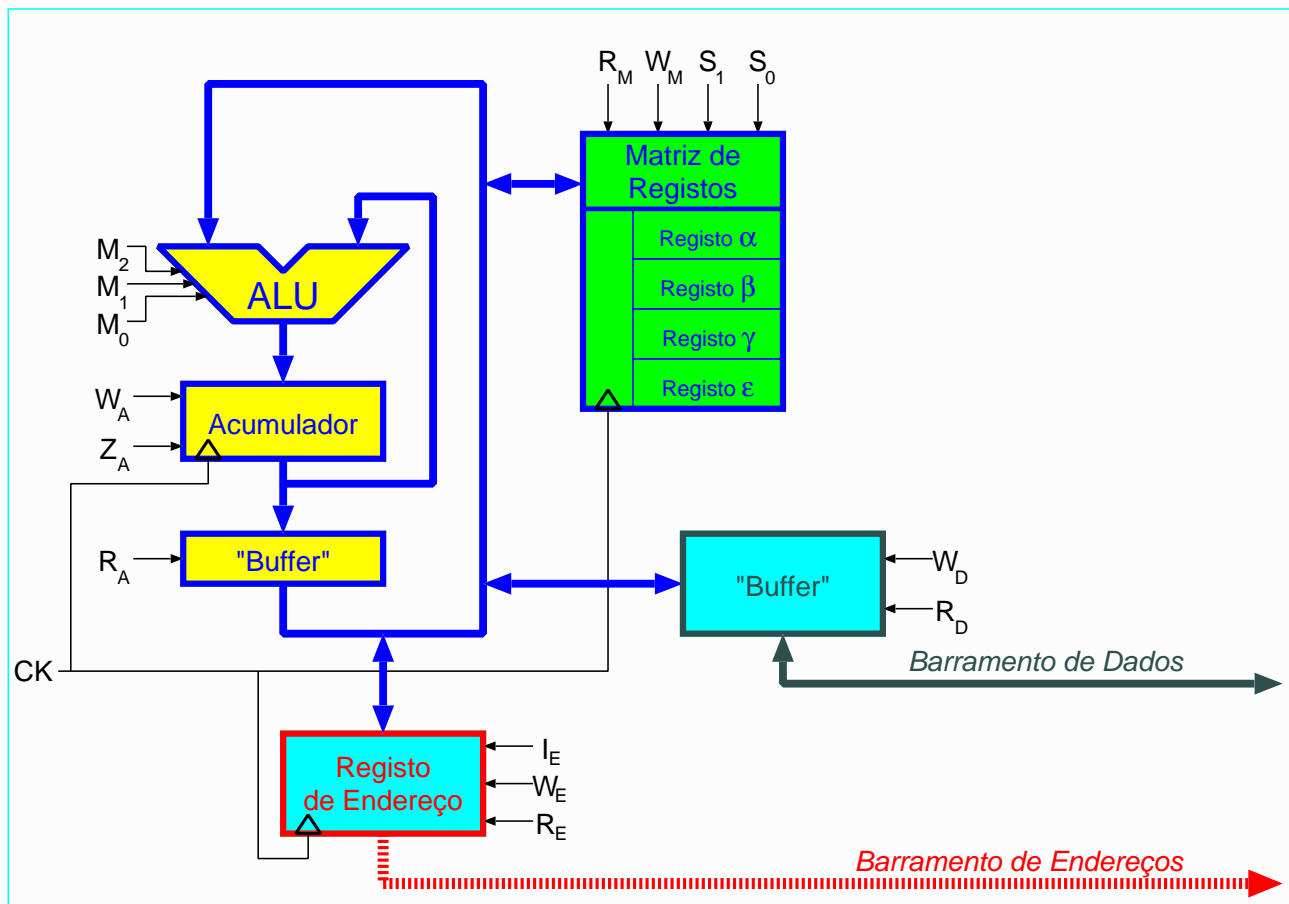 R_M W_M S_1 S_0
Matriz de
Registos
Registo α
Registo β
Registo γ
Registo ε
M_2
M_1
M_0
ALU
W_A
Z_A
Acumulador
R_A
"Buffer"
"Buffer"
W_D
R_D
CK
Barramento de Dados
Registo
de Endereço
I_E
W_E
R_E
Barramento de Endereços